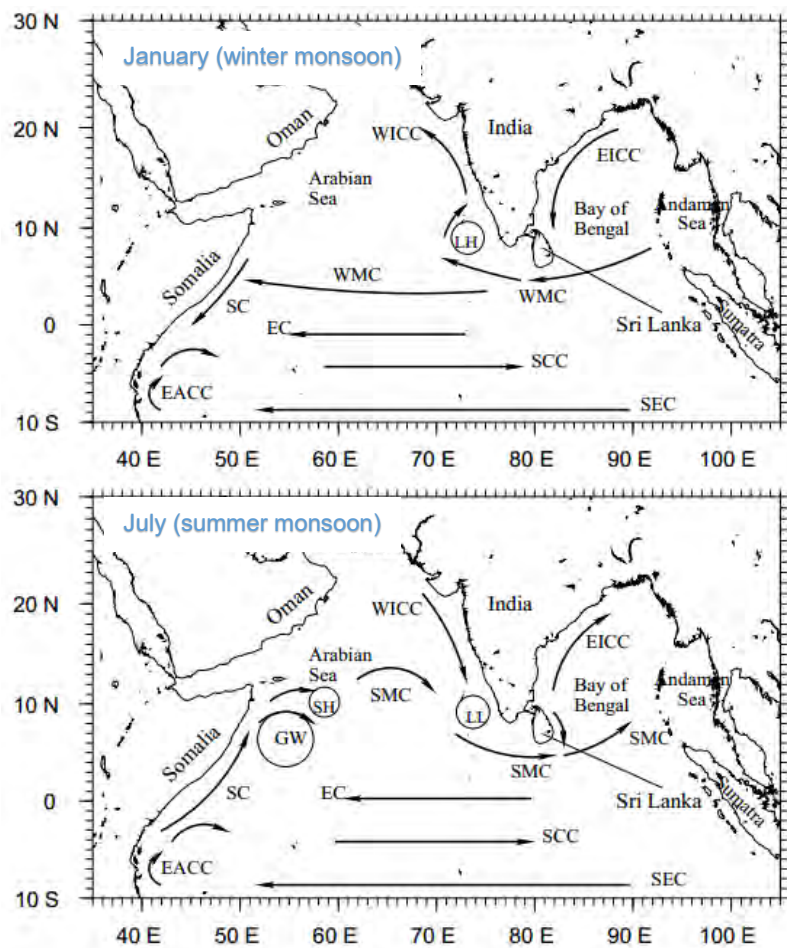 30 N
January (winter monsoon)
20 N
Oman
WICC
India
EICC
Arabian
Sea
Bay of
Bengal
Andaman
Sea
10 N
LH
Somalia
WMC
WMC
SC
0
EC
Sri Lanka
Sumatra
SCC
EACC
SEC
10 S
40 E
50 E
60 E
70 E
80 E
90 E
100 E
30 N
July (summer monsoon)
20 N
Oman
WICC
India
EICC
Arabian
Sea
SMC
Bay of
Bengal
Andaman
Sea
10 N
SH
LL
GW
Somalia
SMC
SMC
SC
0
EC
Sri Lanka
Sumatra
SCC
EACC
SEC
10 S
40 E
50 E
60 E
70 E
80 E
90 E
100 E